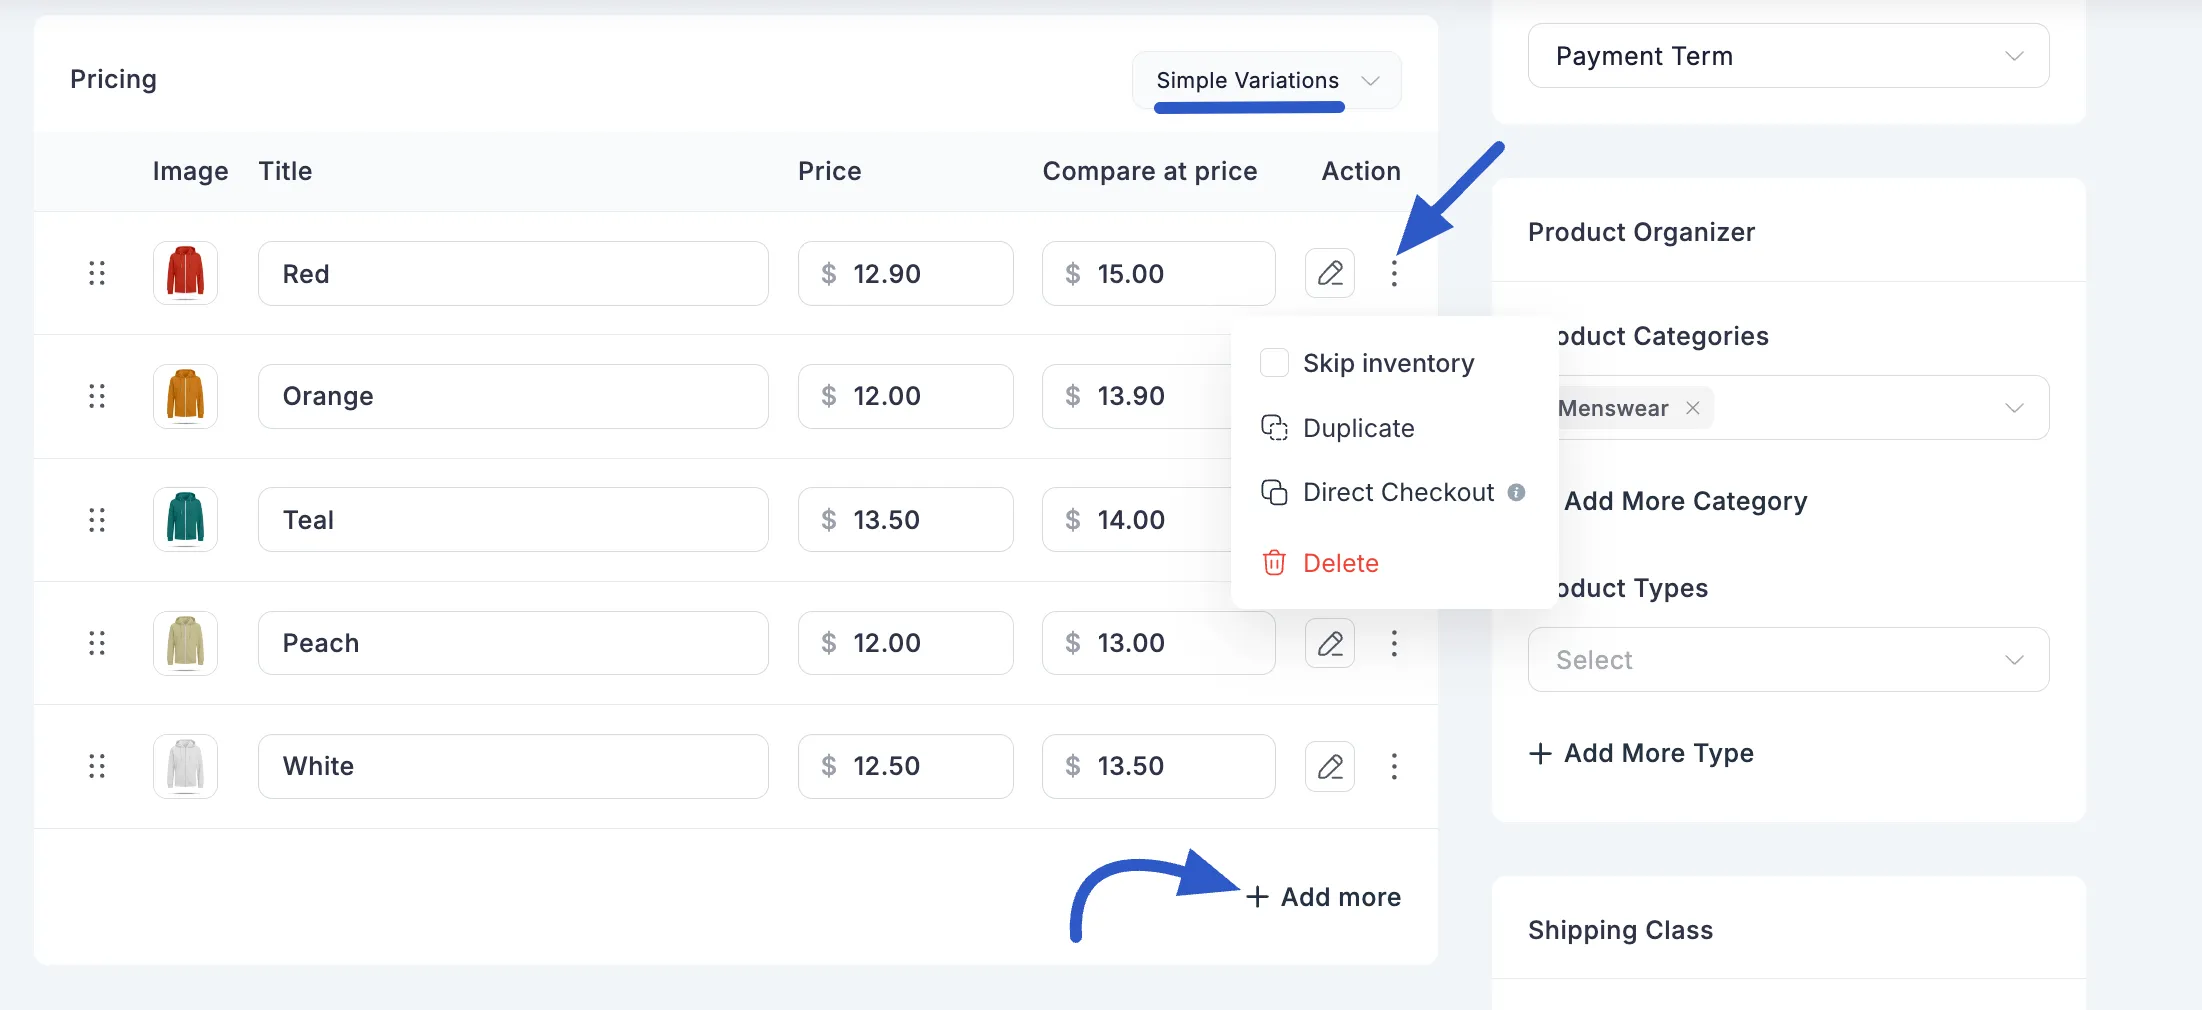 Pricing
Simple Variations
Image Title Price Compare at price Action
Red $ 12.90 $ 15.00
Orange $ 12.00 $ 13.90
Teal $ 13.50 $ 14.00
Peach $ 12.00 $ 13.00
White $ 12.50 $ 13.50
+ Add more
Skip inventory
Duplicate
Direct Checkout
Delete
Payment Term
Product Organizer
oduct Categories
Menswear
Add More Category
oduct Types
Select
+ Add More Type
Shipping Class